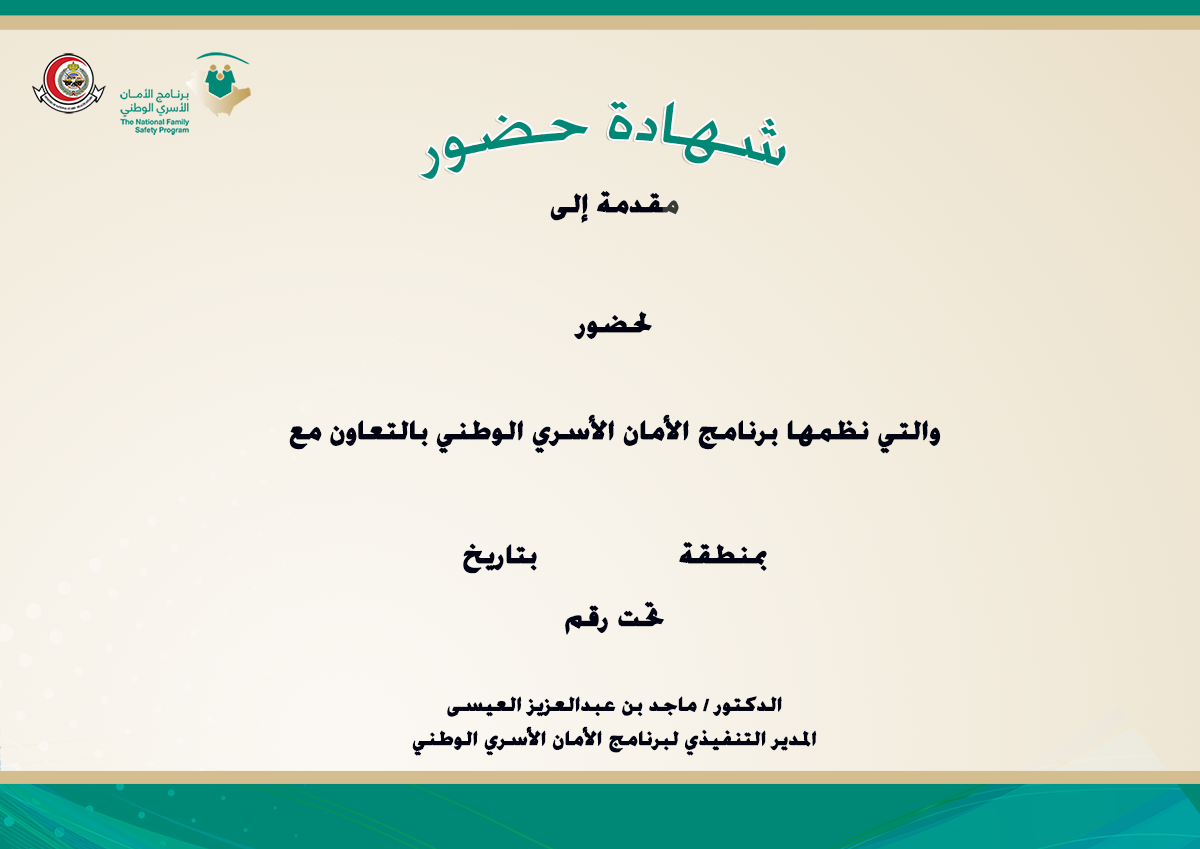 برنامج الأمـان
الأسري الوطني
The National Family
Safety Program
شهادة حضور
مقدمة إلى
لحضور
والتي نظمها برنامج الأمان الأسري الوطني بالتعاون مع
بمنطقة بتاريخ
تحت رقم
الدكتور / ماجد بن عبدالعزيز العيسى
المدير التنفيذي لبرنامج الأمان الأسري الوطني